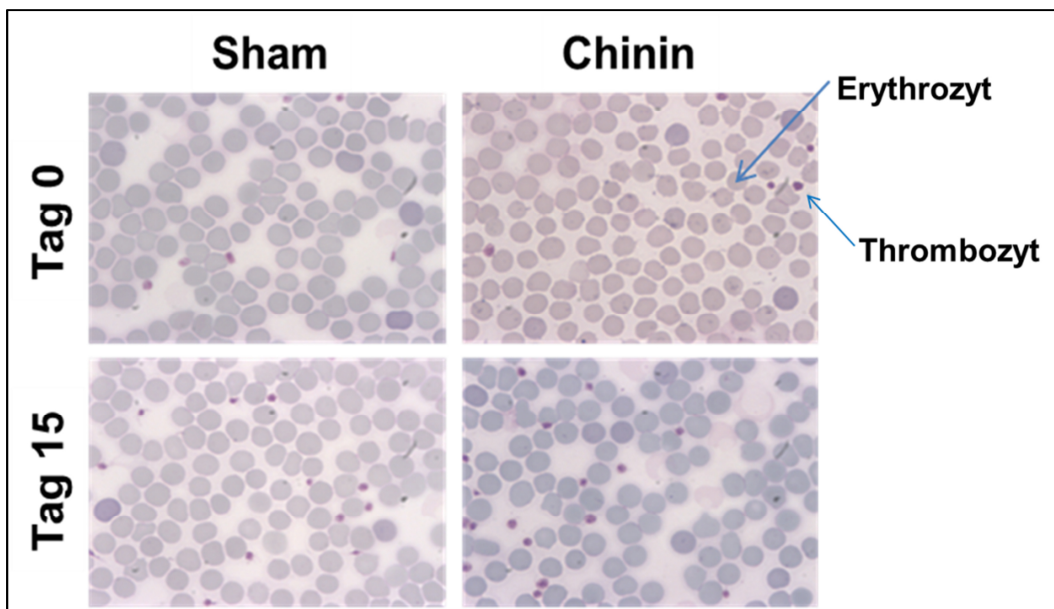 Sham
Chinin
Erythrozyt
Thrombozyt
Tag 0
Tag 15